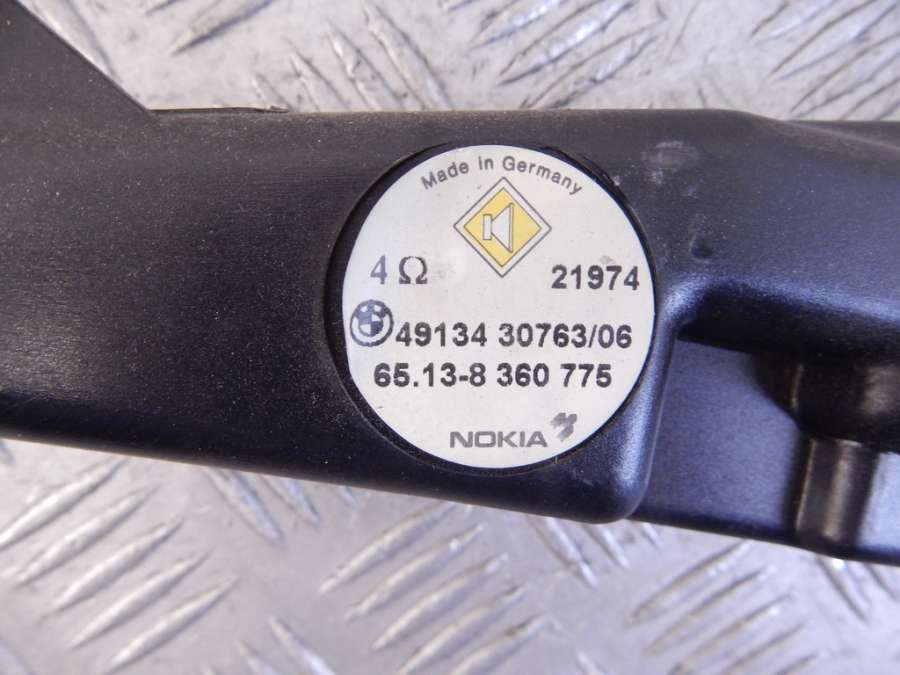 Made in Germany
4 Ω 21974
49134 30763/06
65.13-8 360 775
NOKIA